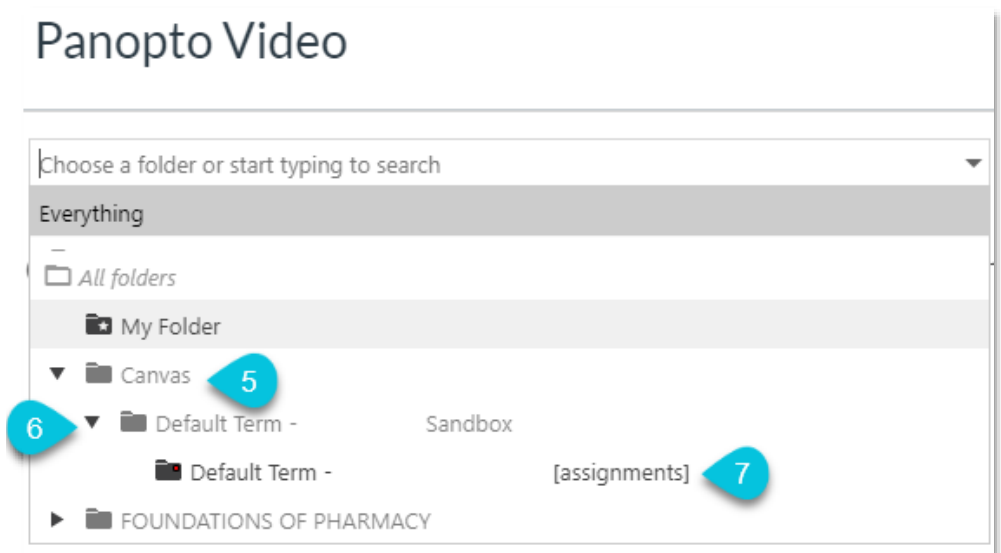 Panopto Video
Choose a folder or start typing to search
Everything
All folders
My Folder
Canvas 5
6 Default Term - Sandbox
Default Term - [assignments] 7
FOUNDATIONS OF PHARMACY